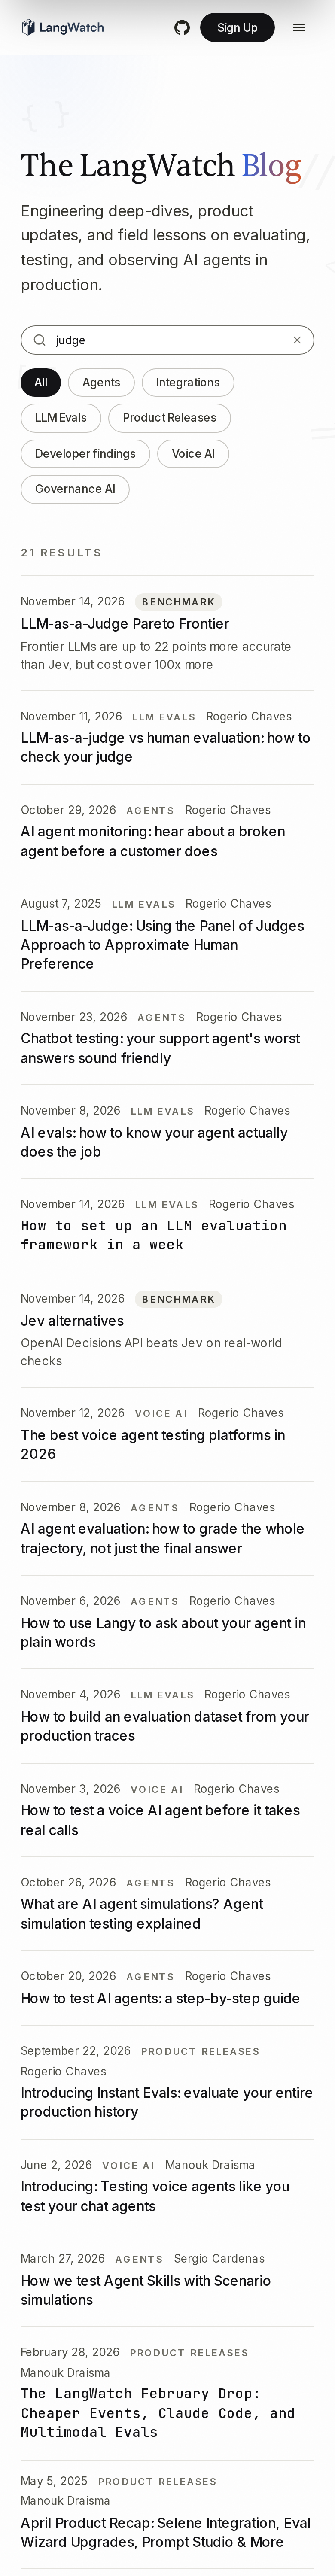 LangWatch
Sign Up
{ }
The LangWatch Blog
Engineering deep-dives, product
updates, and field lessons on evaluating,
testing, and observing AI agents in
production.
judge
All
Agents
Integrations
LLM Evals
Product Releases
Developer findings
Voice AI
Governance AI
21 RESULTS
November 14, 2026 BENCHMARK
LLM-as-a-Judge Pareto Frontier
Frontier LLMs are up to 22 points more accurate
than Jev, but cost over 100x more
November 11, 2026 LLM EVALS Rogerio Chaves
LLM-as-a-judge vs human evaluation: how to
check your judge
October 29, 2026 AGENTS Rogerio Chaves
AI agent monitoring: hear about a broken
agent before a customer does
August 7, 2025 LLM EVALS Rogerio Chaves
LLM-as-a-Judge: Using the Panel of Judges
Approach to Approximate Human
Preference
November 23, 2026 AGENTS Rogerio Chaves
Chatbot testing: your support agent's worst
answers sound friendly
November 8, 2026 LLM EVALS Rogerio Chaves
AI evals: how to know your agent actually
does the job
November 14, 2026 LLM EVALS Rogerio Chaves
How to set up an LLM evaluation
framework in a week
November 14, 2026 BENCHMARK
Jev alternatives
OpenAI Decisions API beats Jev on real-world
checks
November 12, 2026 VOICE AI Rogerio Chaves
The best voice agent testing platforms in
2026
November 8, 2026 AGENTS Rogerio Chaves
AI agent evaluation: how to grade the whole
trajectory, not just the final answer
November 6, 2026 AGENTS Rogerio Chaves
How to use Langy to ask about your agent in
plain words
November 4, 2026 LLM EVALS Rogerio Chaves
How to build an evaluation dataset from your
production traces
November 3, 2026 VOICE AI Rogerio Chaves
How to test a voice AI agent before it takes
real calls
October 26, 2026 AGENTS Rogerio Chaves
What are AI agent simulations? Agent
simulation testing explained
October 20, 2026 AGENTS Rogerio Chaves
How to test AI agents: a step-by-step guide
September 22, 2026 PRODUCT RELEASES
Rogerio Chaves
Introducing Instant Evals: evaluate your entire
production history
June 2, 2026 VOICE AI Manouk Draisma
Introducing: Testing voice agents like you
test your chat agents
March 27, 2026 AGENTS Sergio Cardenas
How we test Agent Skills with Scenario
simulations
February 28, 2026 PRODUCT RELEASES
Manouk Draisma
The LangWatch February Drop:
Cheaper Events, Claude Code, and
Multimodal Evals
May 5, 2025 PRODUCT RELEASES
Manouk Draisma
April Product Recap: Selene Integration, Eval
Wizard Upgrades, Prompt Studio & More